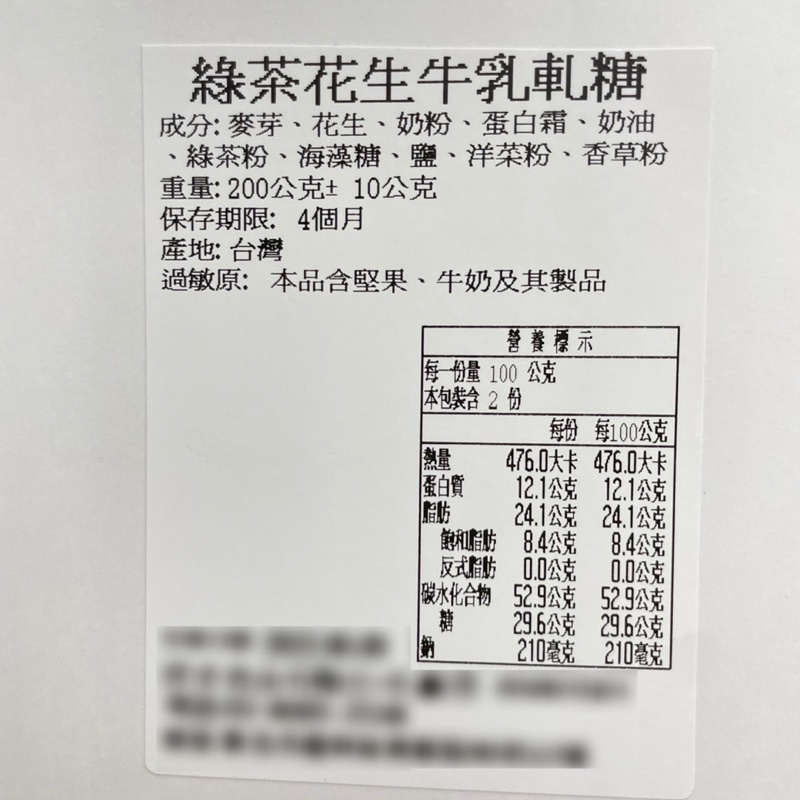 綠茶花生牛乳軋糖
成分: 麥芽、花生、奶粉、蛋白霜、奶油
、綠茶粉、海藻糖、鹽、洋菜粉、香草粉
重量: 200公克± 10公克
保存期限: 4個月
產地: 台灣
過敏原: 本品含堅果、牛奶及其製品
營養標示
每一份量 100 公克
本包裝含 2 份
每份 每100公克
熱量 476.0大卡 476.0大卡
蛋白質 12.1公克 12.1公克
脂肪 24.1公克 24.1公克
飽和脂肪 8.4公克 8.4公克
反式脂肪 0.0公克 0.0公克
碳水化合物 52.9公克 52.9公克
糖 29.6公克 29.6公克
鈉 210毫克 210毫克